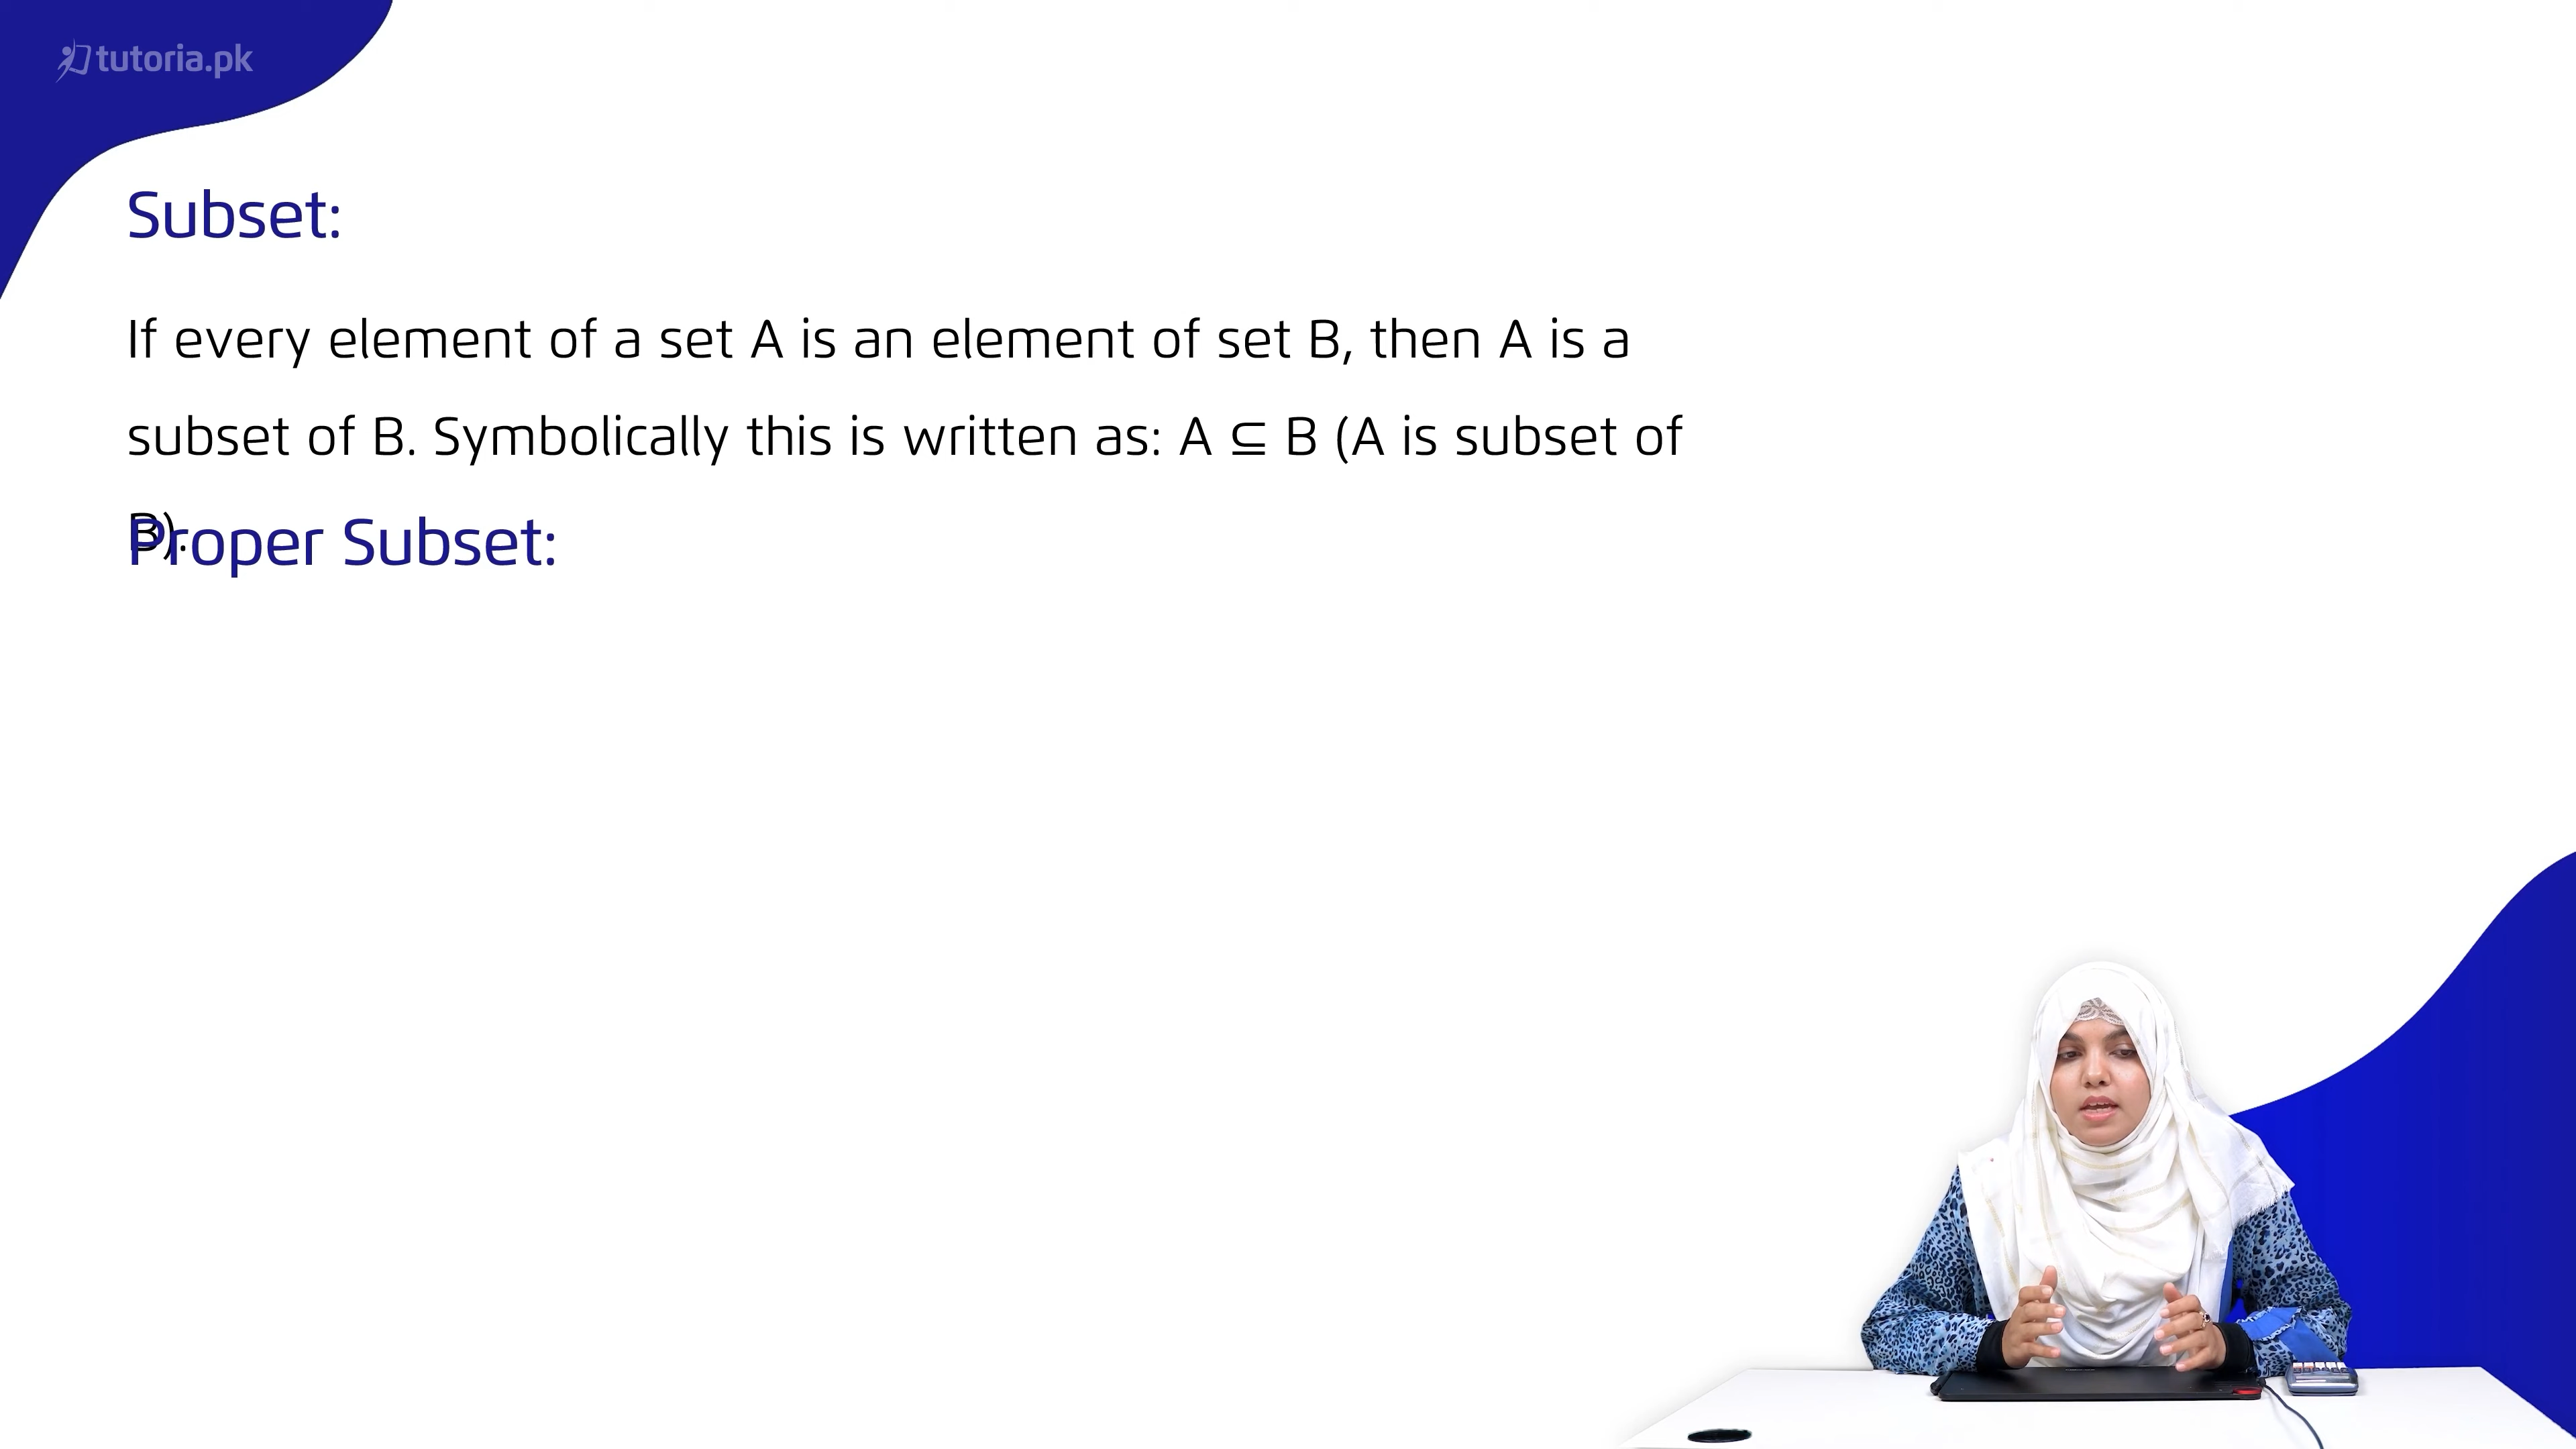 tutoria.pk
Subset:
If every element of a set A is an element of set B, then A is a
subset of B. Symbolically this is written as: A ⊆ B (A is subset of
B).
Proper Subset: